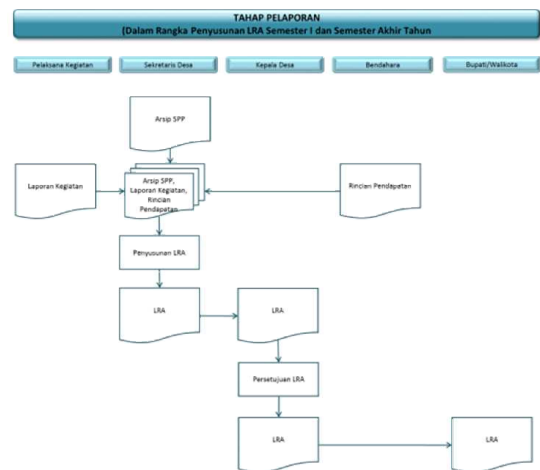 TAHAP PELAPORAN
(Dalam Rangka Penyusunan LRA Semester I dan Semester Akhir Tahun
Pelaksana Kegiatan
Sekretaris Desa
Kepala Desa
Bendahara
Bupati/Walikota
Arsip SPP
Laporan Kegiatan
Arsip SPP,
Laporan Kegiatan,
Rincian
Pendapatan
Rincian Pendapatan
Penyusunan LRA
LRA
LRA
Persetujuan LRA
LRA
LRA